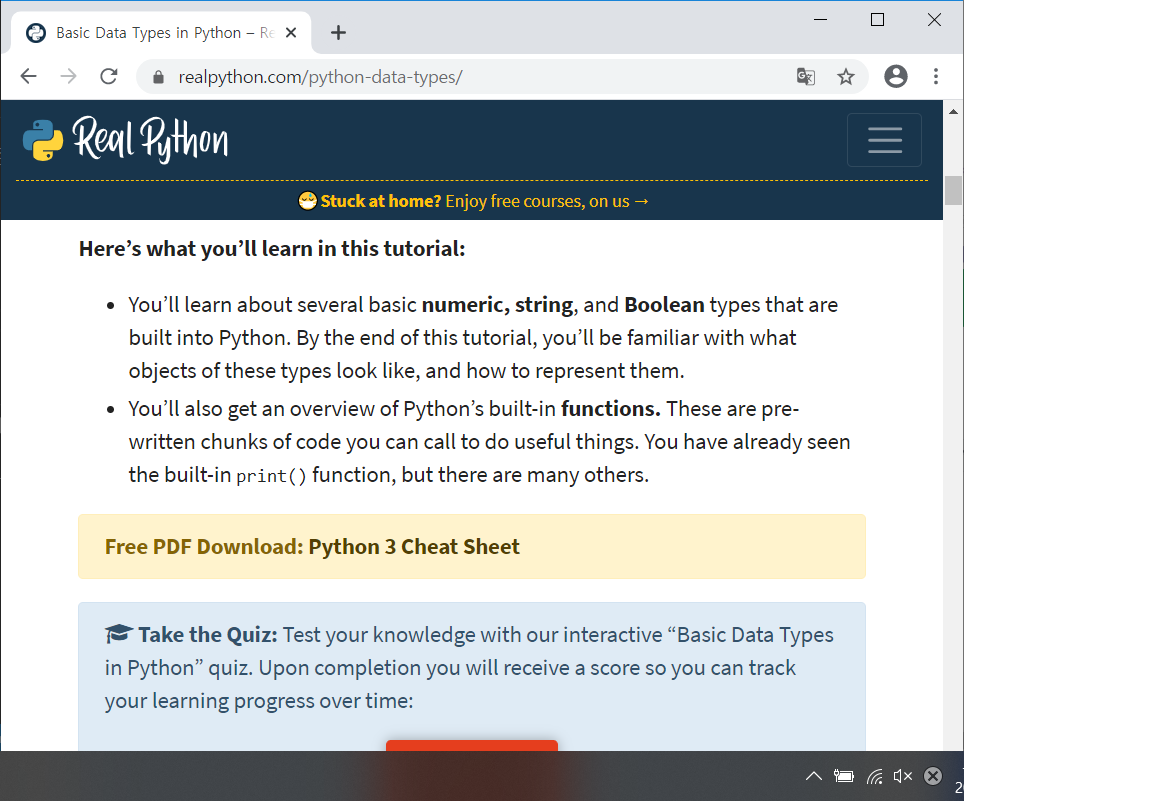 Basic Data Types in Python – Re
realpython.com/python-data-types/
Real Python
Stuck at home? Enjoy free courses, on us →
Here’s what you’ll learn in this tutorial:
• You’ll learn about several basic numeric, string, and Boolean types that are
built into Python. By the end of this tutorial, you’ll be familiar with what
objects of these types look like, and how to represent them.
• You’ll also get an overview of Python’s built-in functions. These are pre-
written chunks of code you can call to do useful things. You have already seen
the built-in print() function, but there are many others.
Free PDF Download: Python 3 Cheat Sheet
Take the Quiz: Test your knowledge with our interactive “Basic Data Types
in Python” quiz. Upon completion you will receive a score so you can track
your learning progress over time: